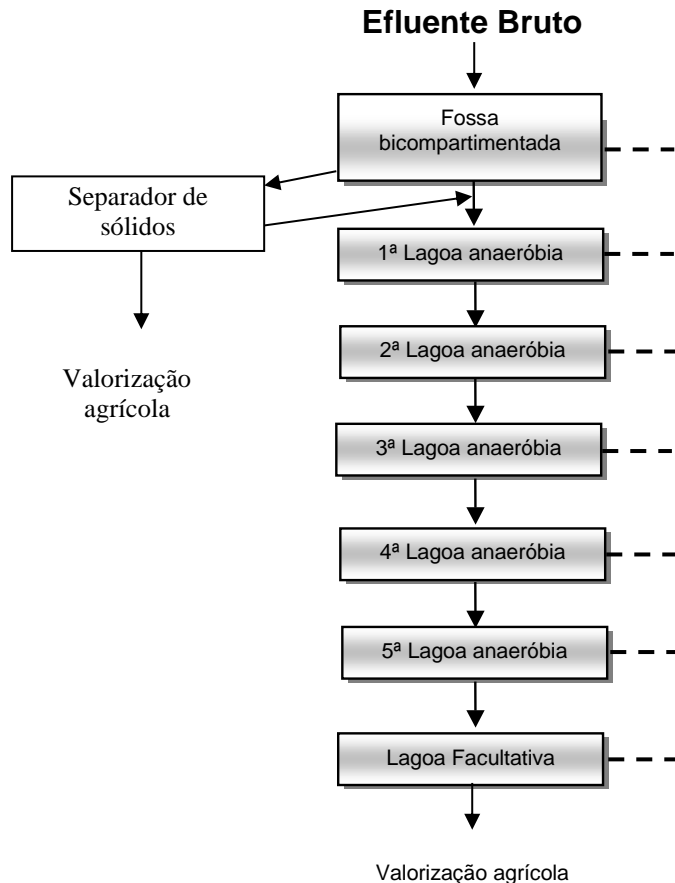 Efluente Bruto
Fossa
bicompartimentada
Separador de
sólidos
1ª Lagoa anaeróbia
2ª Lagoa anaeróbia
Valorização
agrícola
3ª Lagoa anaeróbia
4ª Lagoa anaeróbia
5ª Lagoa anaeróbia
Lagoa Facultativa
Valorização agrícola